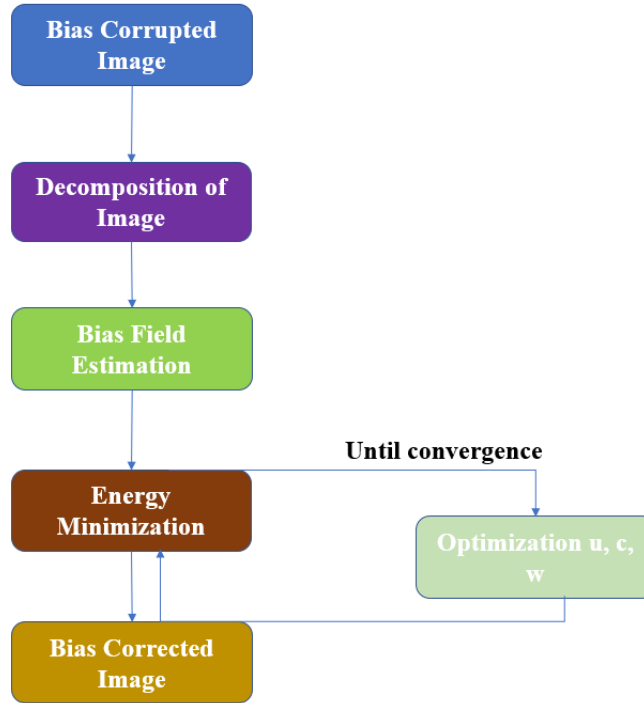 Bias Corrupted
Image
Decomposition of
Image
Bias Field
Estimation
Until convergence
Energy
Minimization
Optimization u, c,
w
Bias Corrected
Image